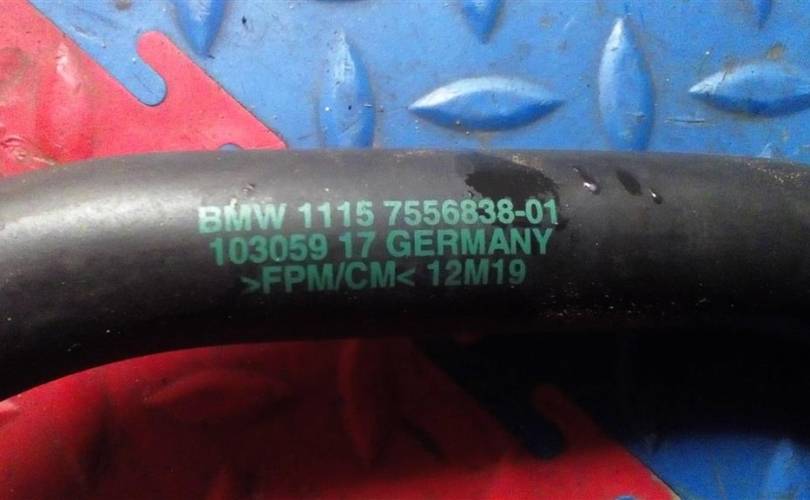 BMW 1115 7556838-01
103059 17 GERMANY
>FPM/CM< 12M19